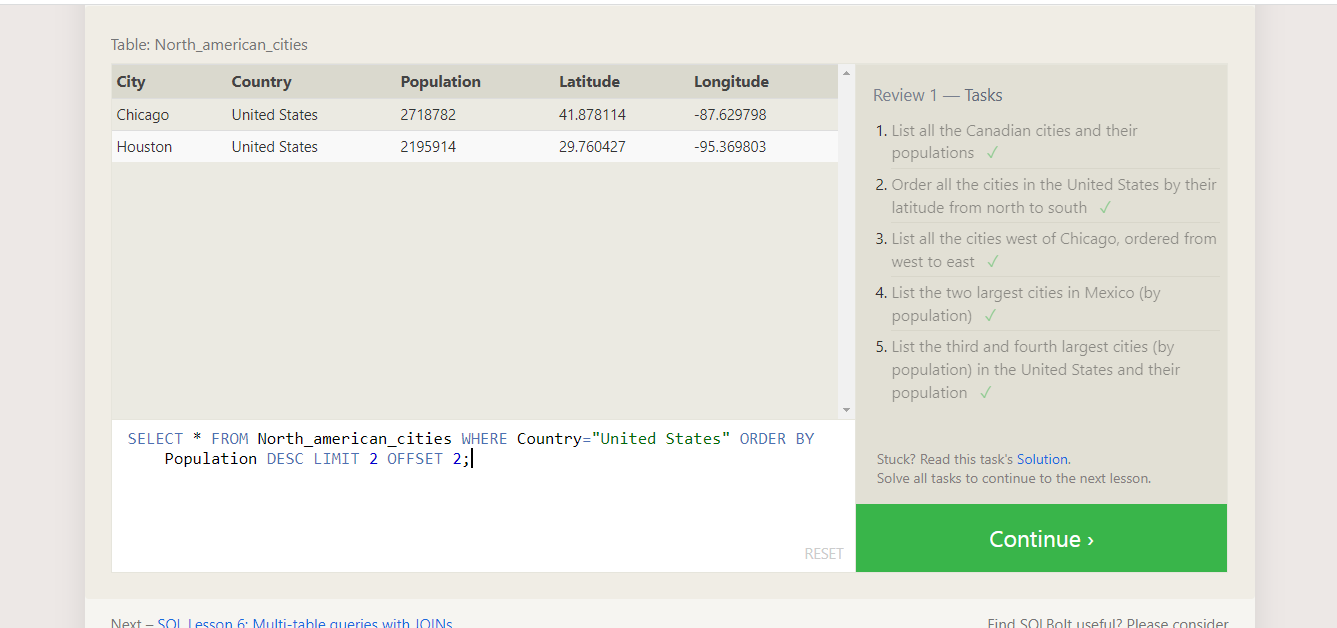 Table: North_american_cities
City Country Population Latitude Longitude
Chicago United States 2718782 41.878114 -87.629798
Houston United States 2195914 29.760427 -95.369803
Review 1 — Tasks
1. List all the Canadian cities and their
populations ✓
2. Order all the cities in the United States by their
latitude from north to south ✓
3. List all the cities west of Chicago, ordered from
west to east ✓
4. List the two largest cities in Mexico (by
population) ✓
5. List the third and fourth largest cities (by
population) in the United States and their
population ✓
SELECT * FROM North_american_cities WHERE Country="United States" ORDER BY
Population DESC LIMIT 2 OFFSET 2;
RESET
Stuck? Read this task's Solution.
Solve all tasks to continue to the next lesson.
Continue ›
Next – SQL Lesson 6: Multi-table queries with JOINs
Find SQLBolt useful? Please consider